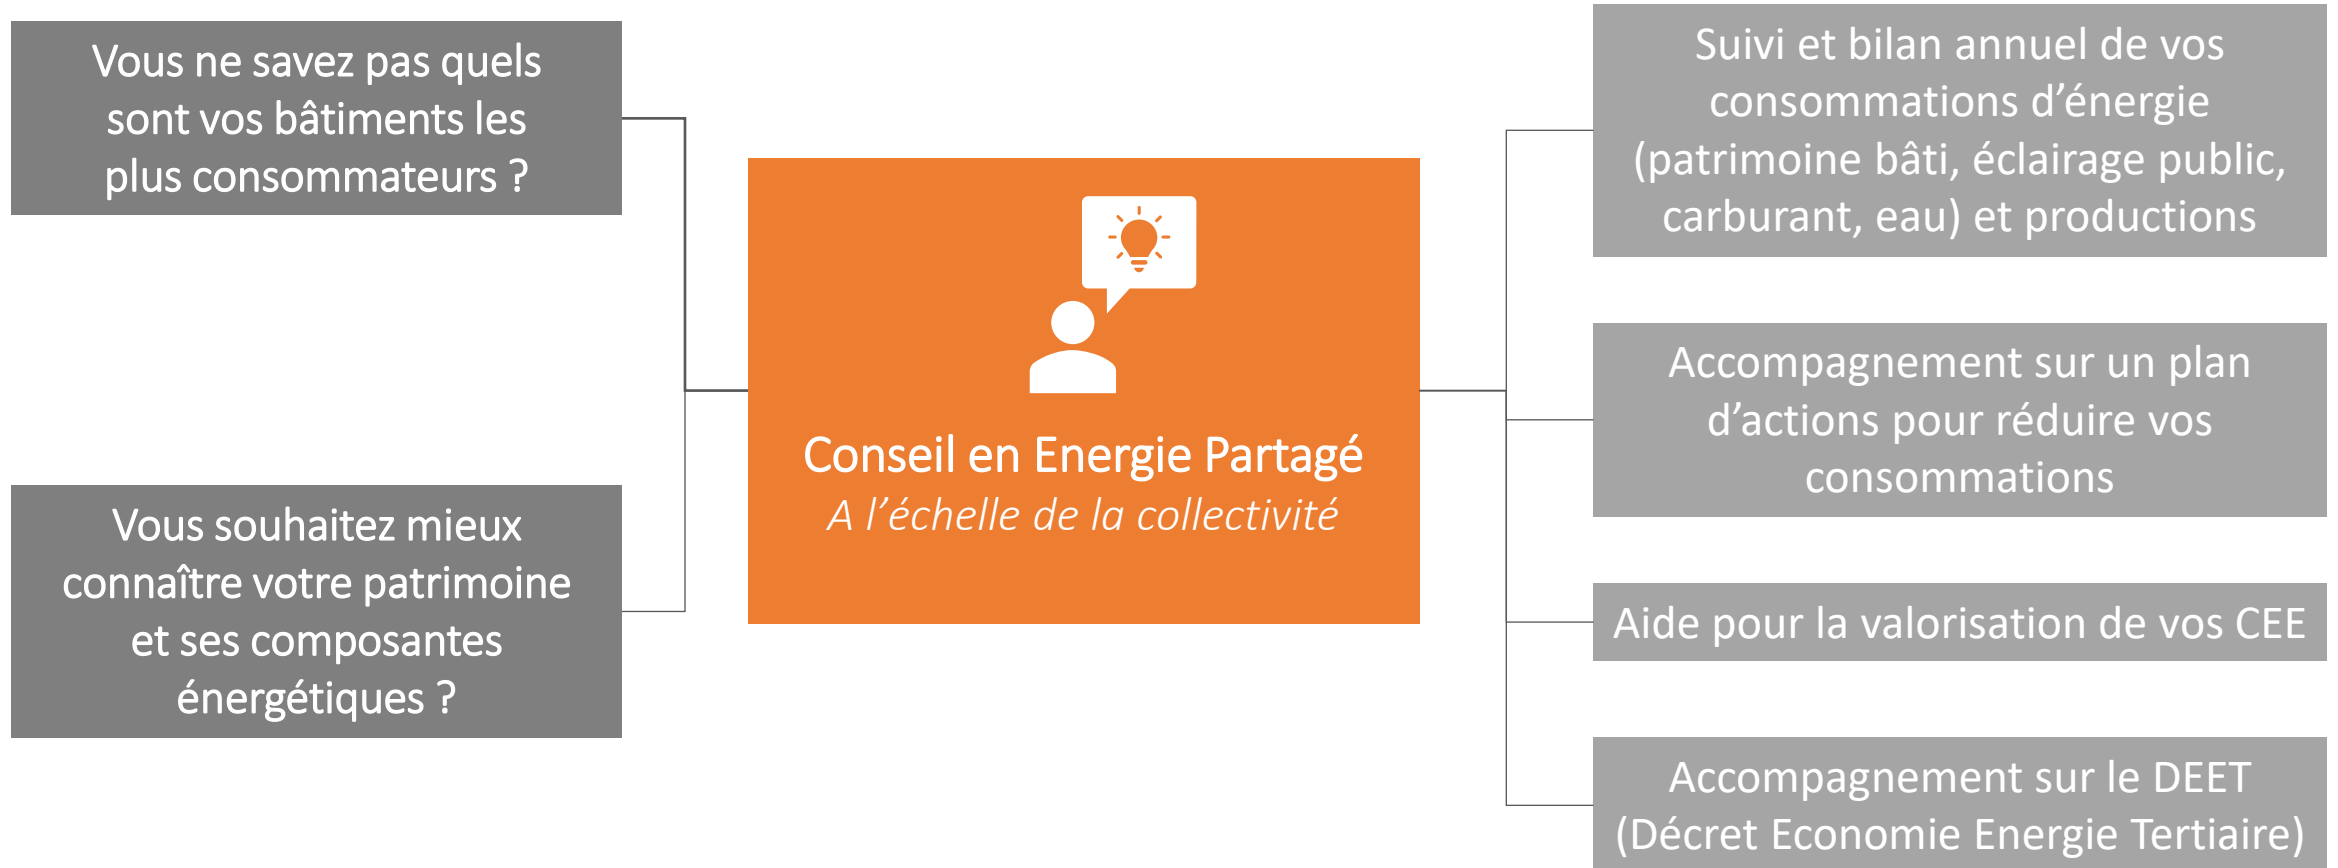 Vous ne savez pas quels
sont vos bâtiments les
plus consommateurs ?
Vous souhaitez mieux
connaître votre patrimoine
et ses composantes
énergétiques ?
Conseil en Energie Partagé
A l’échelle de la collectivité
Suivi et bilan annuel de vos
consommations d’énergie
(patrimoine bâti, éclairage public,
carburant, eau) et productions
Accompagnement sur un plan
d’actions pour réduire vos
consommations
Aide pour la valorisation de vos CEE
Accompagnement sur le DEET
(Décret Economie Energie Tertiaire)